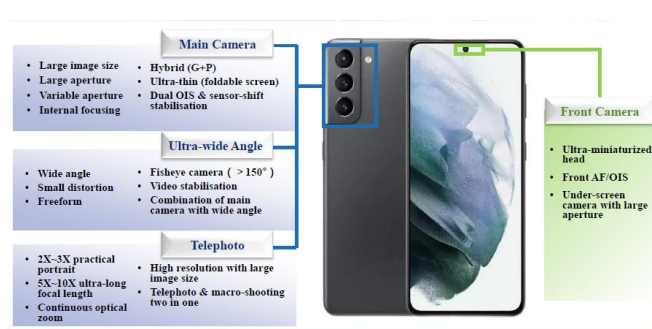 Main Camera
• Large image size
• Large aperture
• Variable aperture
• Internal focusing
• Hybrid (G+P)
• Ultra-thin (foldable screen)
• Dual OIS & sensor-shift
stabilisation
Ultra-wide Angle
• Wide angle
• Small distortion
• Freeform
• Fisheye camera ( >150° )
• Video stabilisation
• Combination of main
camera with wide angle
Telephoto
• 2X~3X practical
portrait
• 5X~10X ultra-long
focal length
• Continuous optical
zoom
• High resolution with large
image size
• Telephoto & macro-shooting
two in one
Front Camera
• Ultra-miniaturized
head
• Front AF/OIS
• Under-screen
camera with large
aperture